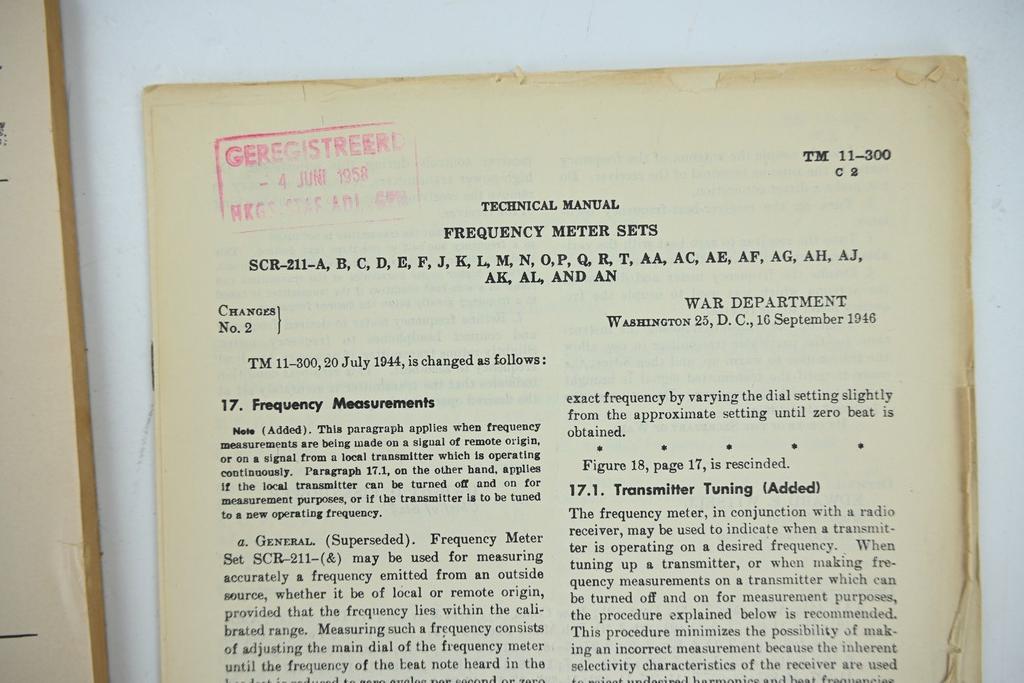 GEREGISTREERD
- 4 JUNI 1958
TM 11-300
C 2
TECHNICAL MANUAL
FREQUENCY METER SETS
SCR-211-A, B, C, D, E, F, J, K, L, M, N, O,P, Q, R, T, AA, AC, AE, AF, AG, AH, AJ,
AK, AL, AND AN
CHANGES
No. 2
WAR DEPARTMENT
WASHINGTON 25, D. C., 16 September 1946
TM 11-300, 20 July 1944, is changed as follows:
17. Frequency Measurements
Note (Added). This paragraph applies when frequency
measurements are being made on a signal of remote origin,
or on a signal from a local transmitter which is operating
continuously. Paragraph 17.1, on the other hand, applies
if the local transmitter can be turned off and on for
measurement purposes, or if the transmitter is to be tuned
to a new operating frequency.
a. GENERAL. (Superseded). Frequency Meter
Set SCR-211-(&) may be used for measuring
accurately a frequency emitted from an outside
source, whether it be of local or remote origin,
provided that the frequency lies within the cali-
brated range. Measuring such a frequency consists
of adjusting the main dial of the frequency meter
until the frequency of the beat note heard in the
exact frequency by varying the dial setting slightly
from the approximate setting until zero beat is
obtained.
* * * * *
Figure 18, page 17, is rescinded.
17.1. Transmitter Tuning (Added)
The frequency meter, in conjunction with a radio
receiver, may be used to indicate when a transmit-
ter is operating on a desired frequency. When
tuning up a transmitter, or when making fre-
quency measurements on a transmitter which can
be turned off and on for measurement purposes,
the procedure explained below is recommended.
This procedure minimizes the possibility of mak-
ing an incorrect measurement because the inherent
selectivity characteristics of the receiver are used
to reject undesired harmonics and beat frequencies